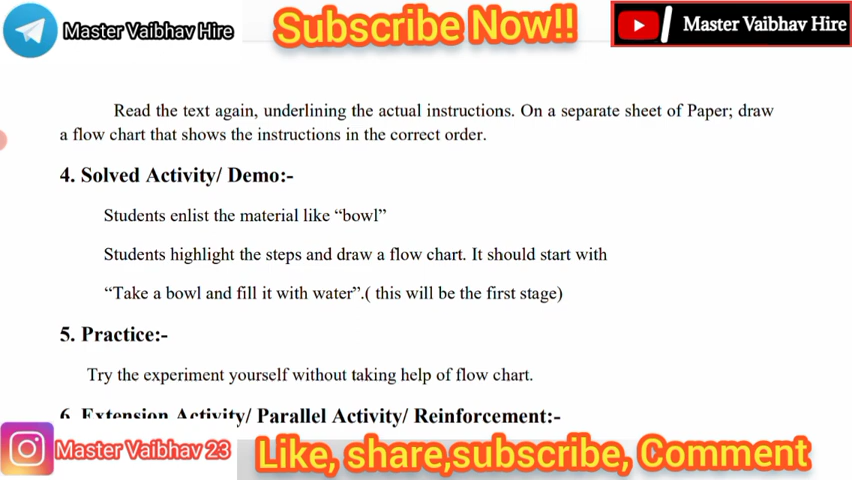 Master Vaibhav Hire
Subscribe Now!!
Master Vaibhav Hire
Read the text again, underlining the actual instructions. On a separate sheet of Paper; draw
a flow chart that shows the instructions in the correct order.
4. Solved Activity/ Demo:-
Students enlist the material like “bowl”
Students highlight the steps and draw a flow chart. It should start with
“Take a bowl and fill it with water”.( this will be the first stage)
5. Practice:-
Try the experiment yourself without taking help of flow chart.
6. Extension Activity/ Parallel Activity/ Reinforcement:-
Master Vaibhav 23
Like, share,subscribe, Comment